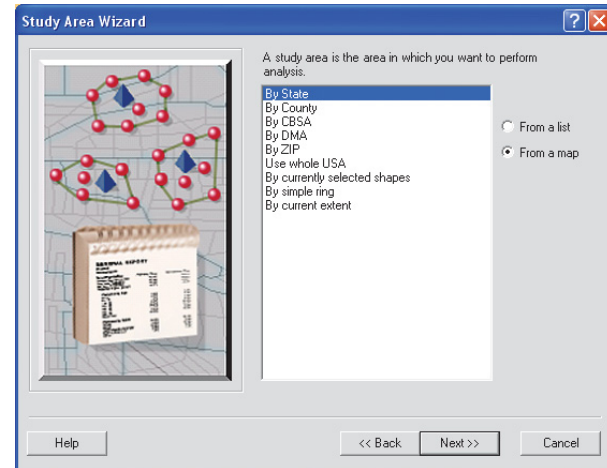 Study Area Wizard
A study area is the area in which you want to perform
analysis.
By State
By County
By CBSA
By DMA
By ZIP
Use whole USA
By currently selected shapes
By simple ring
By current extent
From a list
From a map
GENERAL REPORT
Help
<< Back
Next >>
Cancel